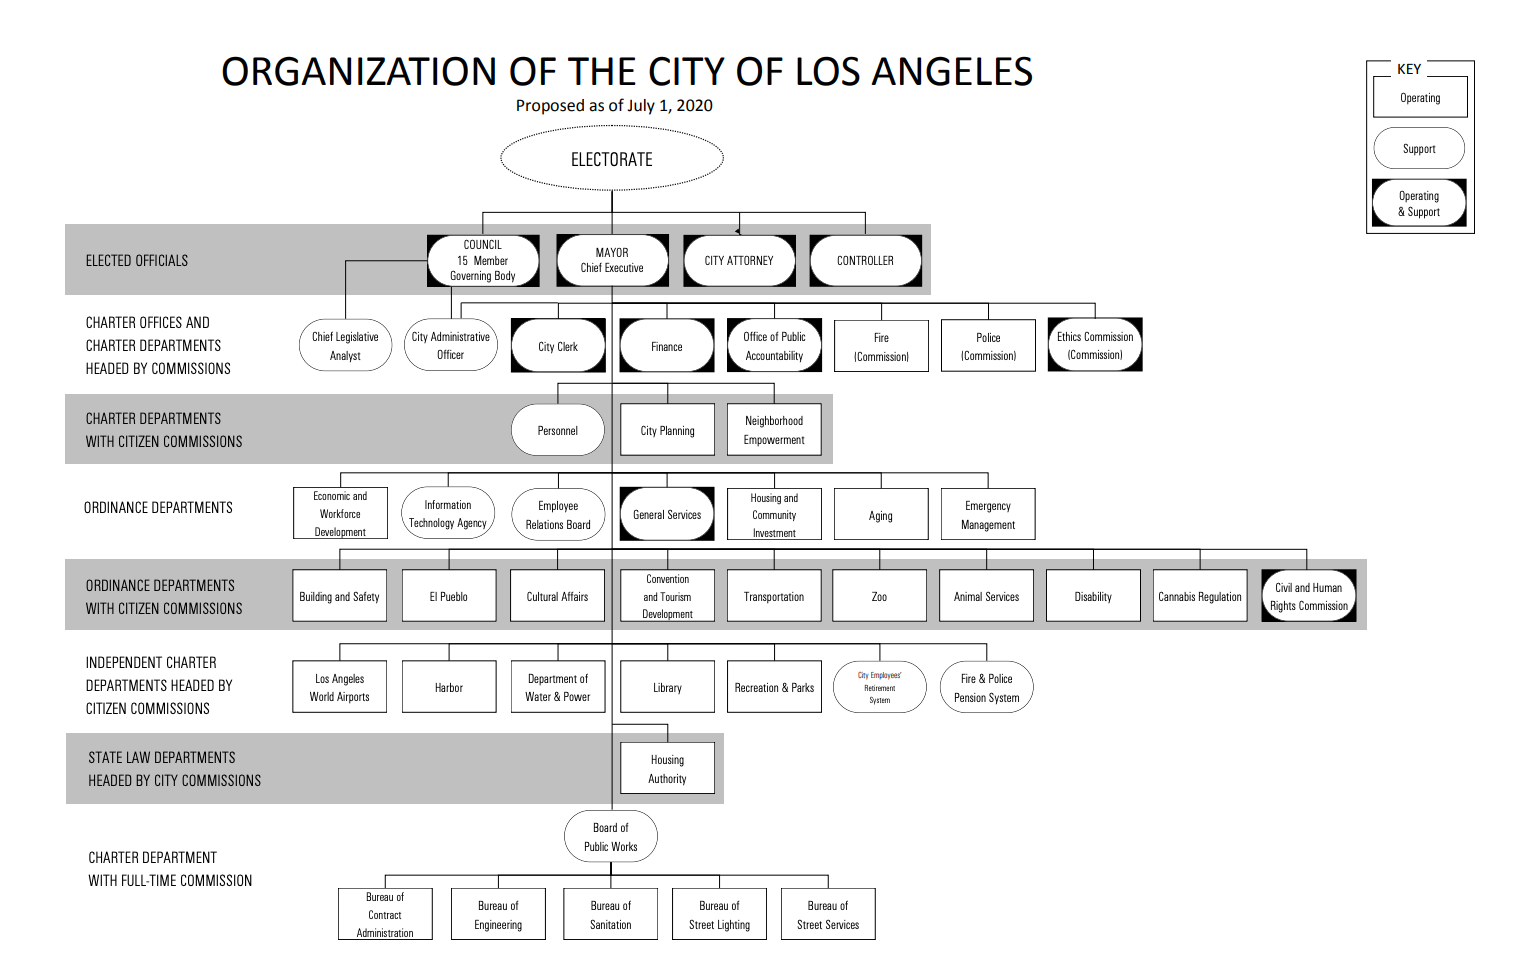 ORGANIZATION OF THE CITY OF LOS ANGELES
Proposed as of July 1, 2020
KEY
Operating
Support
Operating
& Support
ELECTORATE
ELECTED OFFICIALS
COUNCIL
15 Member
Governing Body
MAYOR
Chief Executive
CITY ATTORNEY
CONTROLLER
CHARTER OFFICES AND
CHARTER DEPARTMENTS
HEADED BY COMMISSIONS
Chief Legislative
Analyst
City Administrative
Officer
City Clerk
Finance
Office of Public
Accountability
Fire
(Commission)
Police
(Commission)
Ethics Commission
(Commission)
CHARTER DEPARTMENTS
WITH CITIZEN COMMISSIONS
Personnel
City Planning
Neighborhood
Empowerment
ORDINANCE DEPARTMENTS
Economic and
Workforce
Development
Information
Technology Agency
Employee
Relations Board
General Services
Housing and
Community
Investment
Aging
Emergency
Management
ORDINANCE DEPARTMENTS
WITH CITIZEN COMMISSIONS
Building and Safety
El Pueblo
Cultural Affairs
Convention
and Tourism
Development
Transportation
Zoo
Animal Services
Disability
Cannabis Regulation
Civil and Human
Rights Commission
INDEPENDENT CHARTER
DEPARTMENTS HEADED BY
CITIZEN COMMISSIONS
Los Angeles
World Airports
Harbor
Department of
Water & Power
Library
Recreation & Parks
City Employees'
Retirement
System
Fire & Police
Pension System
STATE LAW DEPARTMENTS
HEADED BY CITY COMMISSIONS
Housing
Authority
CHARTER DEPARTMENT
WITH FULL-TIME COMMISSION
Board of
Public Works
Bureau of
Contract
Administration
Bureau of
Engineering
Bureau of
Sanitation
Bureau of
Street Lighting
Bureau of
Street Services